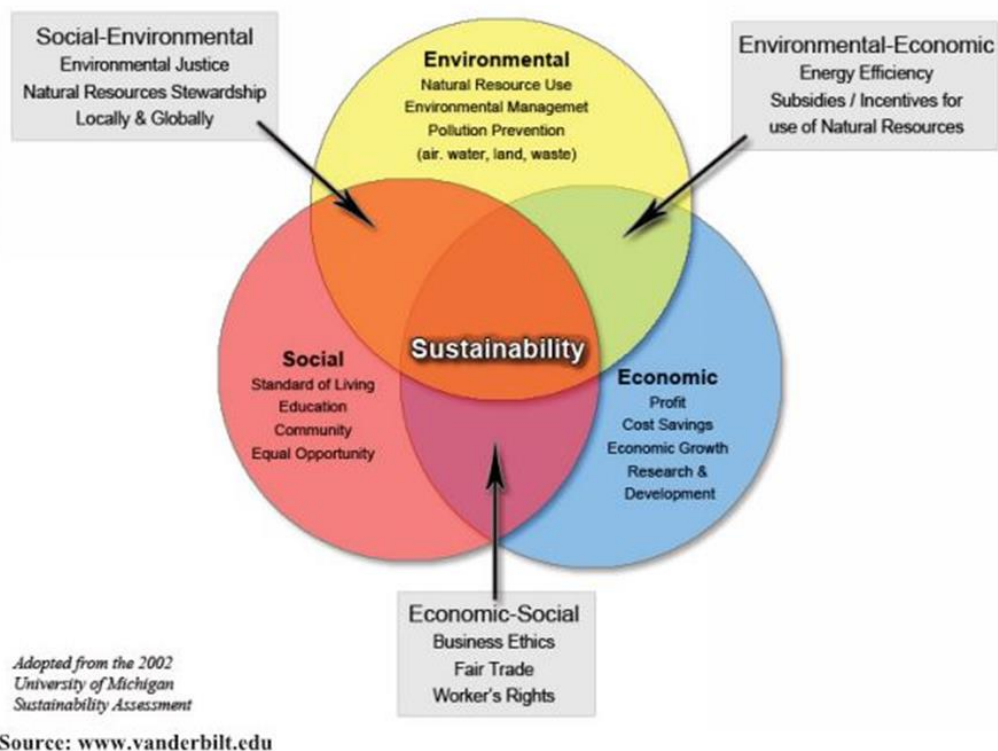 Social-Environmental
Environmental Justice
Natural Resources Stewardship
Locally & Globally
Environmental
Natural Resource Use
Environmental Managemet
Pollution Prevention
(air. water, land, waste)
Environmental-Economic
Energy Efficiency
Subsidies / Incentives for
use of Natural Resources
Sustainability
Social
Standard of Living
Education
Community
Equal Opportunity
Economic
Profit
Cost Savings
Economic Growth
Research &
Development
Economic-Social
Business Ethics
Fair Trade
Worker's Rights
Adopted from the 2002
University of Michigan
Sustainability Assessment
Source: www.vanderbilt.edu